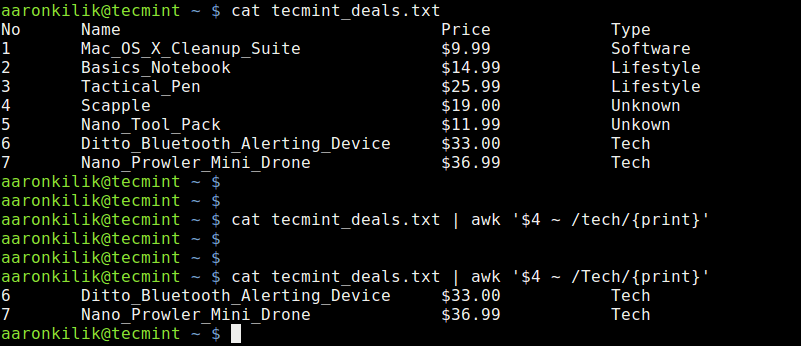 aaronkilik@tecmint ~ $ cat tecmint_deals.txt
No      Name                                Price            Type
1       Mac_OS_X_Cleanup_Suite              $9.99            Software
2       Basics_Notebook                     $14.99           Lifestyle
3       Tactical_Pen                        $25.99           Lifestyle
4       Scapple                             $19.00           Unknown
5       Nano_Tool_Pack                      $11.99           Unkown
6       Ditto_Bluetooth_Alerting_Device     $33.00           Tech
7       Nano_Prowler_Mini_Drone             $36.99           Tech
aaronkilik@tecmint ~ $
aaronkilik@tecmint ~ $
aaronkilik@tecmint ~ $ cat tecmint_deals.txt | awk '$4 ~ /tech/{print}'
aaronkilik@tecmint ~ $
aaronkilik@tecmint ~ $
aaronkilik@tecmint ~ $ cat tecmint_deals.txt | awk '$4 ~ /Tech/{print}'
6       Ditto_Bluetooth_Alerting_Device     $33.00           Tech
7       Nano_Prowler_Mini_Drone             $36.99           Tech
aaronkilik@tecmint ~ $